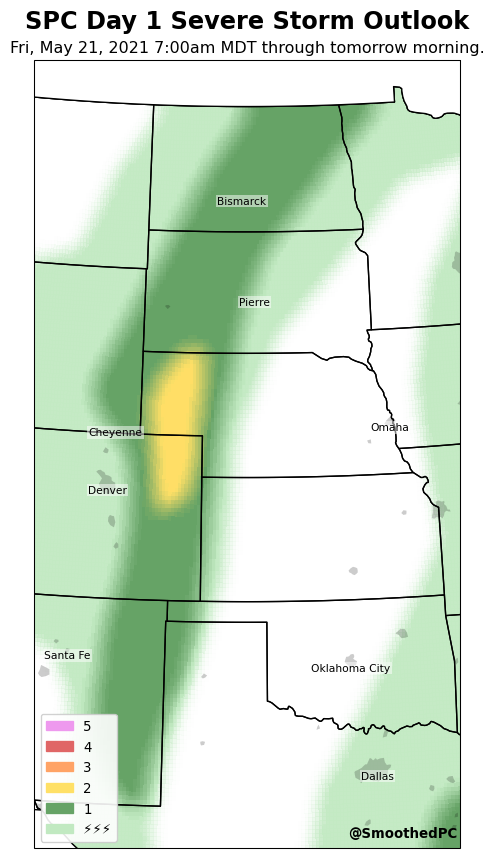 SPC Day 1 Severe Storm Outlook
Fri, May 21, 2021 7:00am MDT through tomorrow morning.
Bismarck
Pierre
Omaha
Cheyenne
Denver
Santa Fe
Oklahoma City
Dallas
5
4
3
2
1
⚡⚡⚡
@SmoothedPC